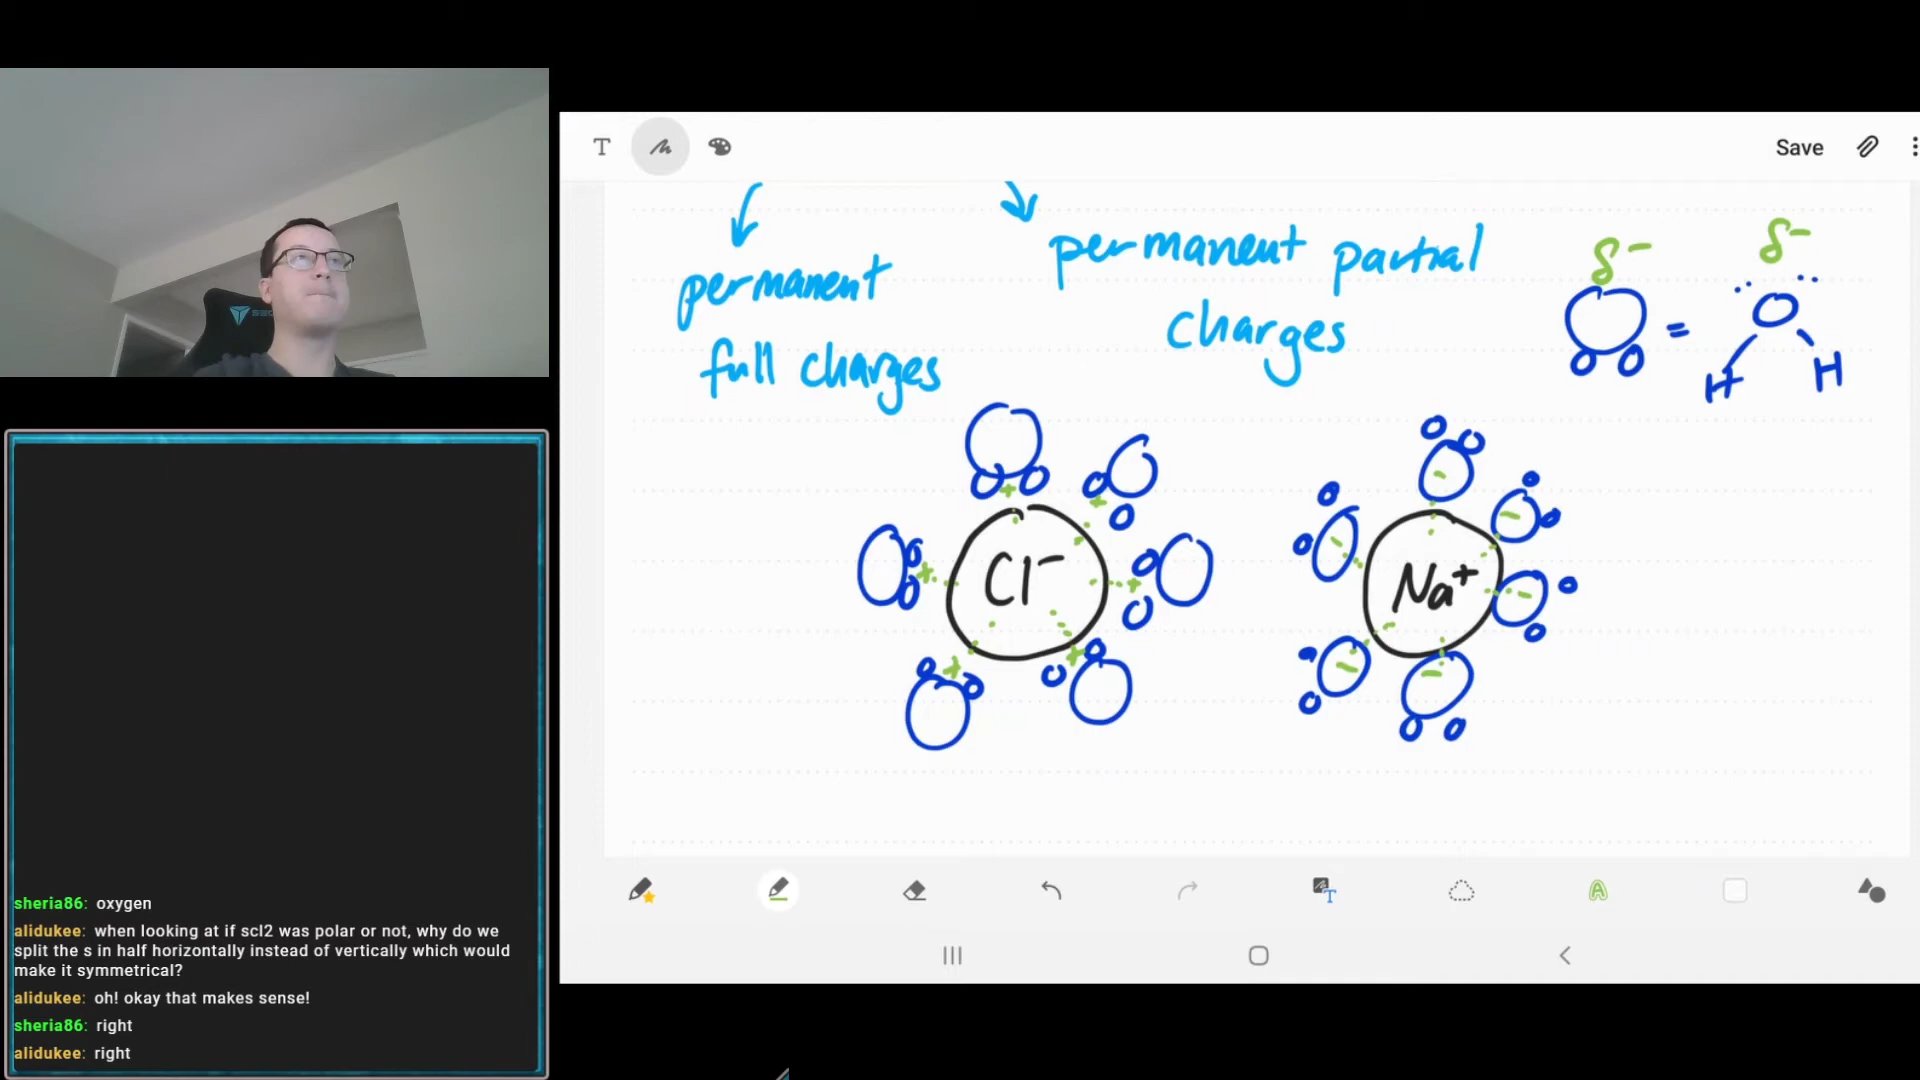 T
Save
permanent
full charges
permanent partial
charges
δ−
δ−
=
O
H
H
+
+
+
+
+
+
Cl−
-
-
-
-
-
-
Na+
sheria86: oxygen
alidukee: when looking at if scl2 was polar or not, why do we
split the s in half horizontally instead of vertically which would
make it symmetrical?
alidukee: oh! okay that makes sense!
sheria86: right
alidukee: right
T
A